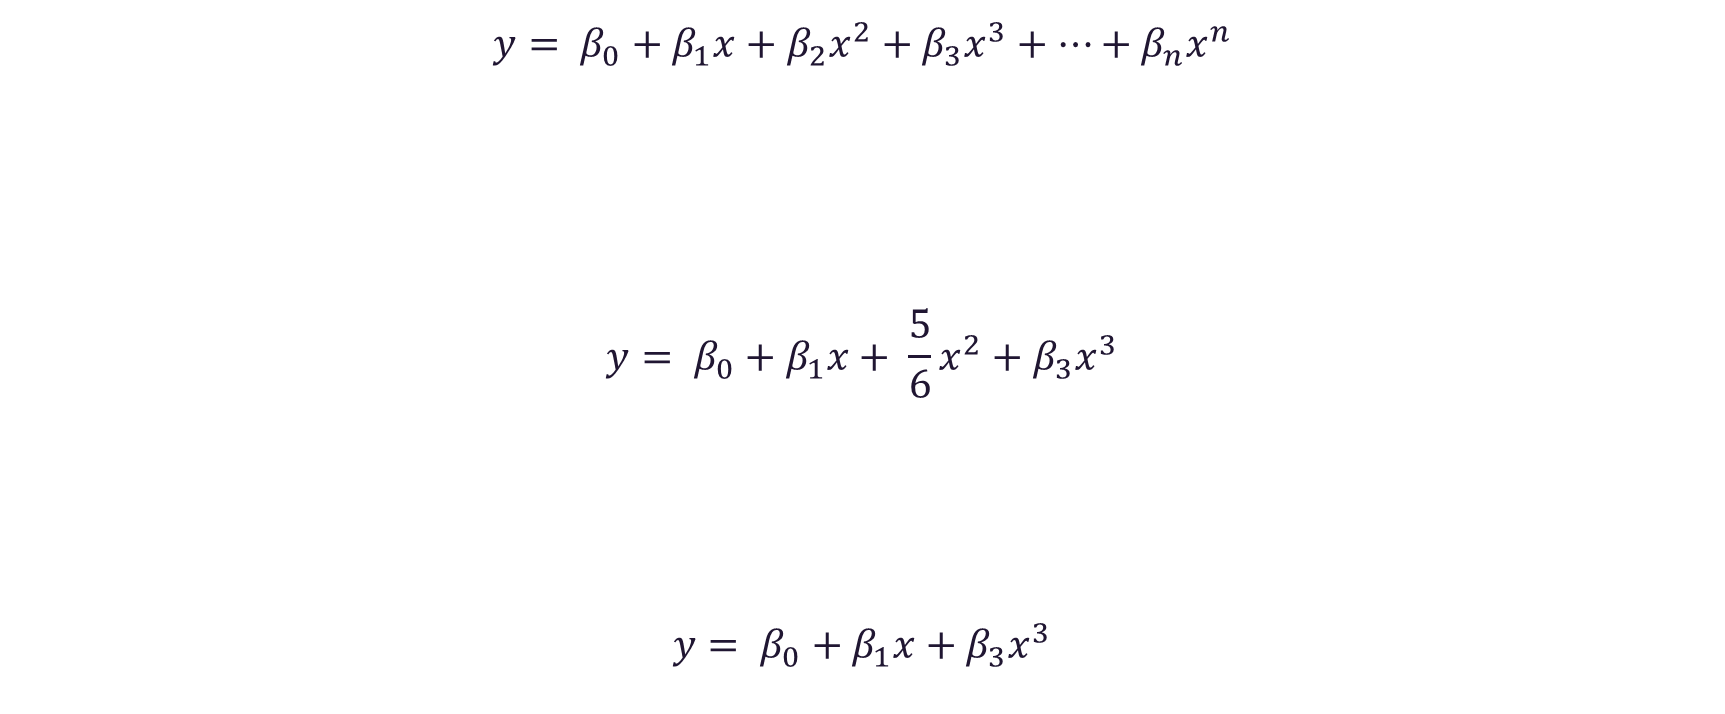 y = β₀ + β₁x + β₂x² + β₃x³ + ⋯ + βₙxⁿ
y = β₀ + β₁x + 5/6 x² + β₃x³
y = β₀ + β₁x + β₃x³